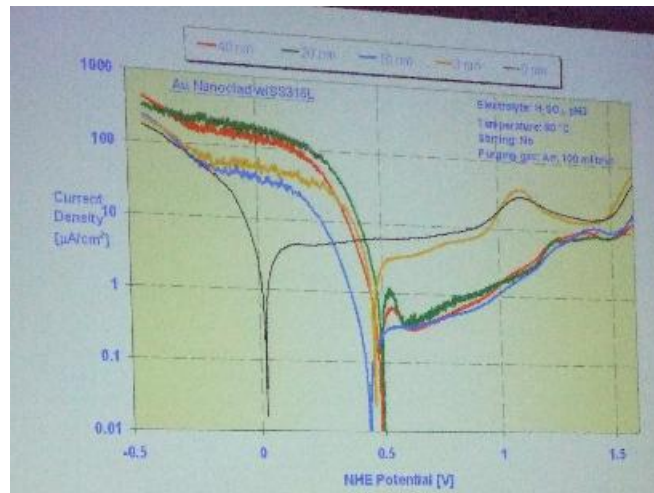 40 nm 20 nm 10 nm 3 nm 0 nm
1000
Au Nanoclad w/SS316L
Electrolyte: H₂SO₄, pH3
Temperature: 80 °C
Stirring: No
Purging gas: Air, 100 ml/min
100
Current
Density
[µA/cm²]
10
1
0.1
0.01
-0.5 0 0.5 1 1.5
NHE Potential [V]